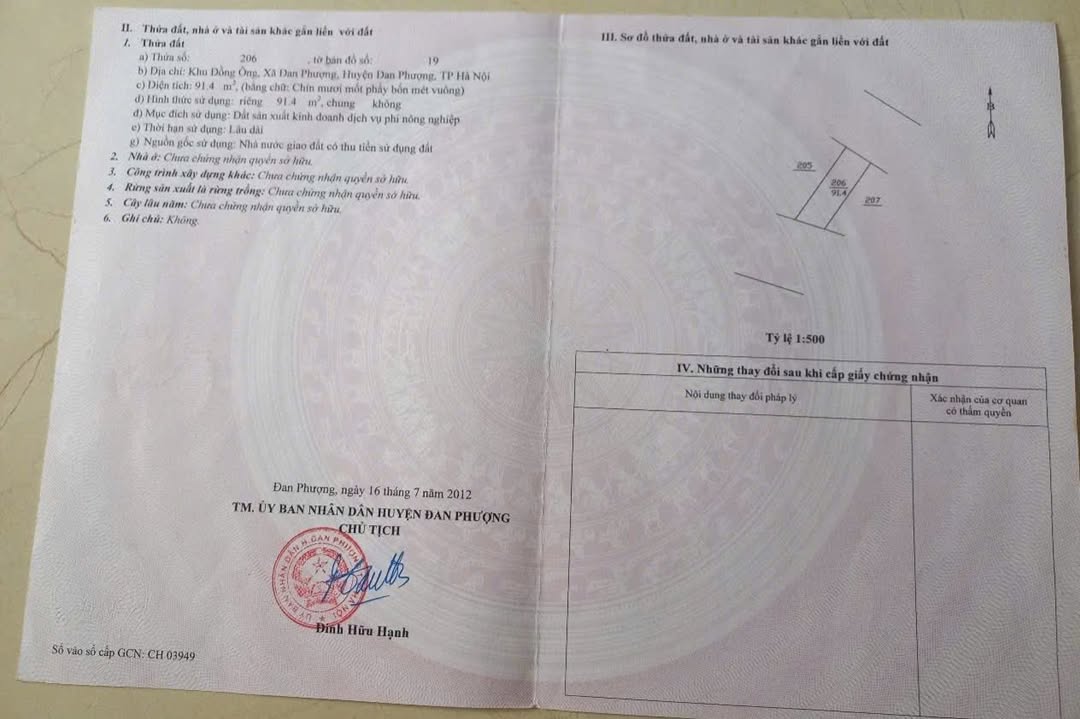 II. Thửa đất, nhà ở và tài sản khác gắn liền với đất
1. Thửa đất
a) Thửa số: 206 , tờ bản đồ số: 19
b) Địa chỉ: Khu Đồng Ông, Xã Đan Phượng, Huyện Đan Phượng, TP Hà Nội
c) Diện tích: 91.4 m², (bằng chữ: Chín mươi mốt phẩy bốn mét vuông)
d) Hình thức sử dụng: riêng 91.4 m², chung không
đ) Mục đích sử dụng: Đất sản xuất kinh doanh dịch vụ phi nông nghiệp
e) Thời hạn sử dụng: Lâu dài
g) Nguồn gốc sử dụng: Nhà nước giao đất có thu tiền sử dụng đất
2. Nhà ở: Chưa chứng nhận quyền sở hữu.
3. Công trình xây dựng khác: Chưa chứng nhận quyền sở hữu.
4. Rừng sản xuất là rừng trồng: Chưa chứng nhận quyền sở hữu.
5. Cây lâu năm: Chưa chứng nhận quyền sở hữu.
6. Ghi chú: Không.
Đan Phượng, ngày 16 tháng 7 năm 2012
TM. ỦY BAN NHÂN DÂN HUYỆN ĐAN PHƯỢNG
CHỦ TỊCH
ỦY BAN NHÂN DÂN H. ĐAN PHƯỢNG
Đinh Hữu Hạnh
Số vào sổ cấp GCN: CH 03949
III. Sơ đồ thửa đất, nhà ở và tài sản khác gắn liền với đất
B
205
206
91.4
207
Tỷ lệ 1:500
IV. Những thay đổi sau khi cấp giấy chứng nhận
Nội dung thay đổi pháp lý
Xác nhận của cơ quan
có thẩm quyền